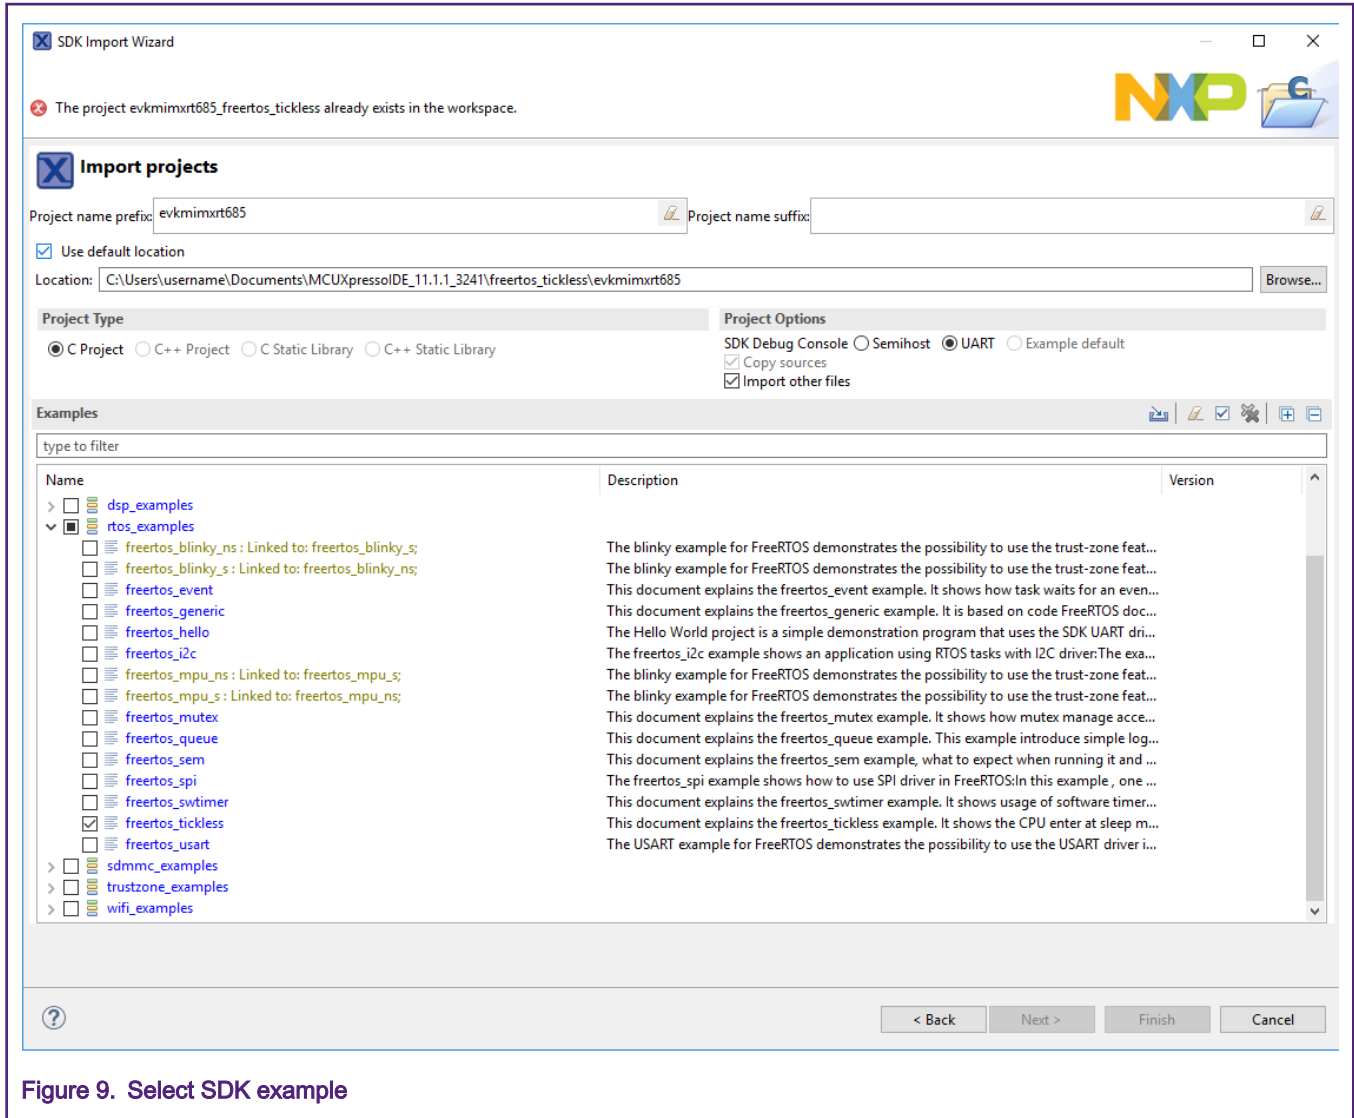 SDK Import Wizard
NXP
The project evkmimxrt685_freertos_tickless already exists in the workspace.
Import projects
Project name prefix: evkmimxrt685 Project name suffix:
Use default location
Location: C:\Users\username\Documents\MCUXpressoIDE_11.1.1_3241\freertos_tickless\evkmimxrt685 Browse...
Project Type Project Options
C Project C++ Project C Static Library C++ Static Library SDK Debug Console Semihost UART Example default
Copy sources
Import other files
Examples
type to filter
Name Description Version
dsp_examples
rtos_examples
freertos_blinky_ns : Linked to: freertos_blinky_s; The blinky example for FreeRTOS demonstrates the possibility to use the trust-zone feat...
freertos_blinky_s : Linked to: freertos_blinky_ns; The blinky example for FreeRTOS demonstrates the possibility to use the trust-zone feat...
freertos_event This document explains the freertos_event example. It shows how task waits for an even...
freertos_generic This document explains the freertos_generic example. It is based on code FreeRTOS doc...
freertos_hello The Hello World project is a simple demonstration program that uses the SDK UART dri...
freertos_i2c The freertos_i2c example shows an application using RTOS tasks with I2C driver:The exa...
freertos_mpu_ns : Linked to: freertos_mpu_s; The blinky example for FreeRTOS demonstrates the possibility to use the trust-zone feat...
freertos_mpu_s : Linked to: freertos_mpu_ns; The blinky example for FreeRTOS demonstrates the possibility to use the trust-zone feat...
freertos_mutex This document explains the freertos_mutex example. It shows how mutex manage acce...
freertos_queue This document explains the freertos_queue example. This example introduce simple log...
freertos_sem This document explains the freertos_sem example, what to expect when running it and ...
freertos_spi The freertos_spi example shows how to use SPI driver in FreeRTOS:In this example , one ...
freertos_swtimer This document explains the freertos_swtimer example. It shows usage of software timer...
freertos_tickless This document explains the freertos_tickless example. It shows the CPU enter at sleep m...
freertos_usart The USART example for FreeRTOS demonstrates the possibility to use the USART driver i...
sdmmc_examples
trustzone_examples
wifi_examples
< Back Next > Finish Cancel
Figure 9. Select SDK example